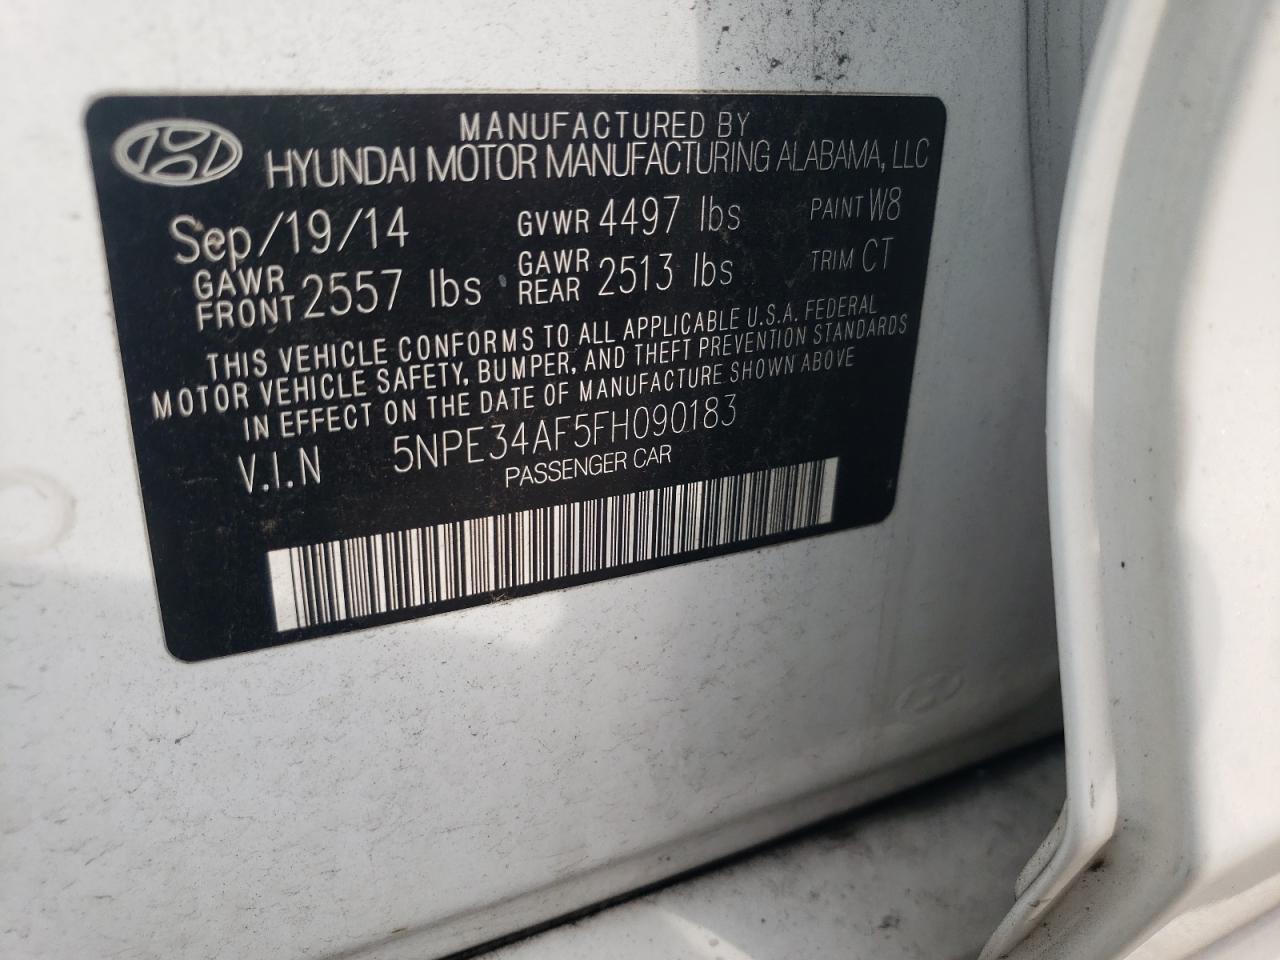 MANUFACTURED BY
HYUNDAI MOTOR MANUFACTURING ALABAMA, LLC
Sep/19/14 GVWR 4497 lbs PAINT W8
GAWR FRONT 2557 lbs GAWR REAR 2513 lbs TRIM CT
THIS VEHICLE CONFORMS TO ALL APPLICABLE U.S.A. FEDERAL
MOTOR VEHICLE SAFETY, BUMPER, AND THEFT PREVENTION STANDARDS
IN EFFECT ON THE DATE OF MANUFACTURE SHOWN ABOVE
V.I.N 5NPE34AF5FH090183
PASSENGER CAR